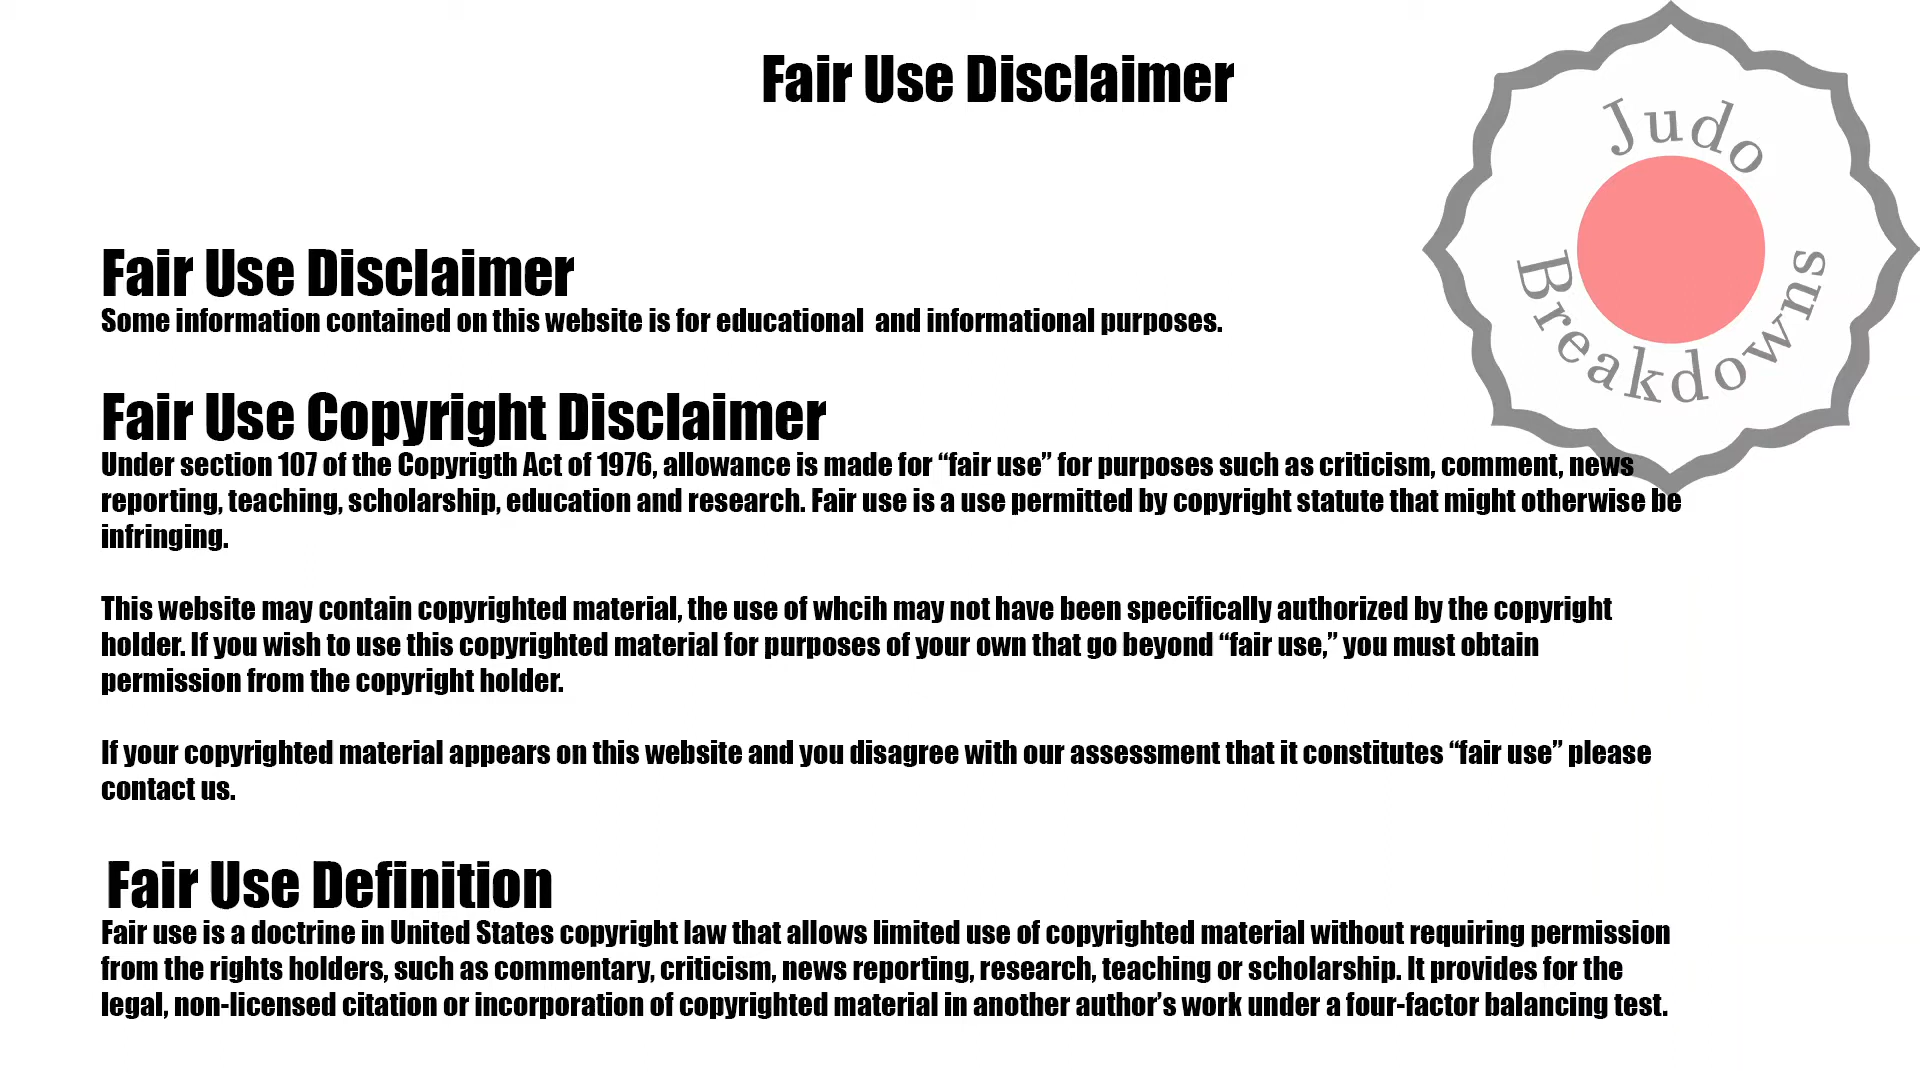 Fair Use Disclaimer
Judo
Breakdowns
Fair Use Disclaimer
Some information contained on this website is for educational  and informational purposes.
Fair Use Copyright Disclaimer
Under section 107 of the Copyrigth Act of 1976, allowance is made for “fair use” for purposes such as criticism, comment, news
reporting, teaching, scholarship, education and research. Fair use is a use permitted by copyright statute that might otherwise be
infringing.
This website may contain copyrighted material, the use of whcih may not have been specifically authorized by the copyright
holder. If you wish to use this copyrighted material for purposes of your own that go beyond “fair use,” you must obtain
permission from the copyright holder.
If your copyrighted material appears on this website and you disagree with our assessment that it constitutes “fair use” please
contact us.
Fair Use Definition
Fair use is a doctrine in United States copyright law that allows limited use of copyrighted material without requiring permission
from the rights holders, such as commentary, criticism, news reporting, research, teaching or scholarship. It provides for the
legal, non-licensed citation or incorporation of copyrighted material in another author’s work under a four-factor balancing test.